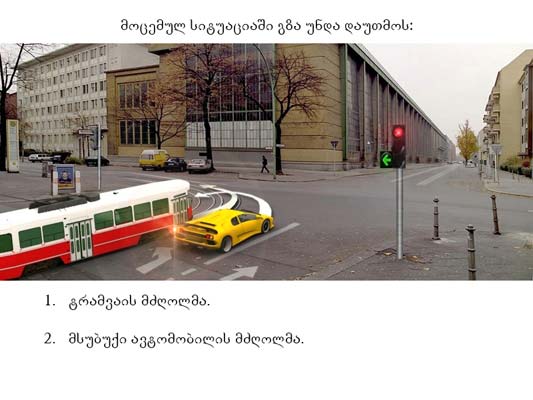 მოცემულ სიტუაციაში გზა უნდა დაუთმოს:
1. ტრამვაის მძღოლმა.
2. მსუბუქი ავტომობილის მძღოლმა.